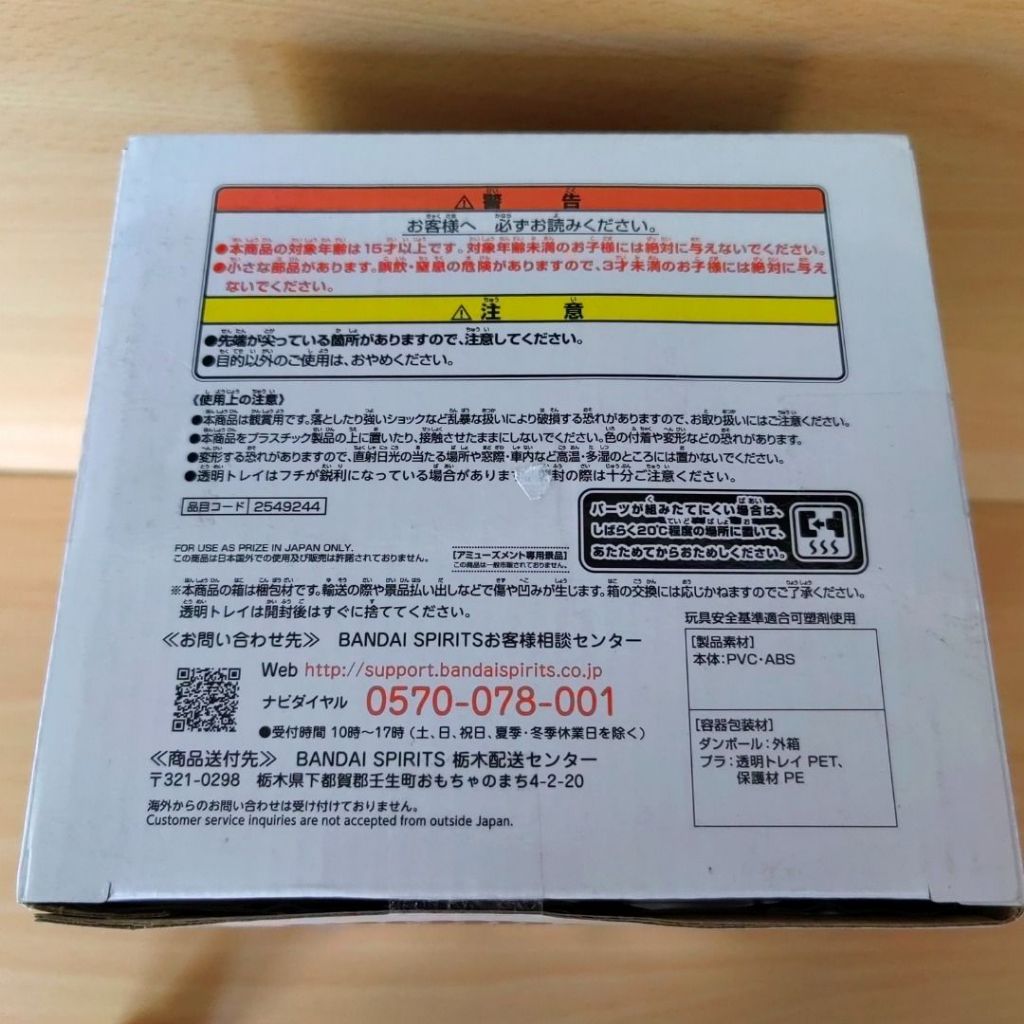 ⚠警告
お客様へ 必ずお読みください。
●本商品の対象年齢は15才以上です。対象年齢未満のお子様には絶対に与えないでください。
●小さな部品があります。誤飲・窒息の危険がありますので、3才未満のお子様には絶対に与え
ないでください。
⚠注意
●先端が尖っている箇所がありますので、注意してください。
●目的以外のご使用は、おやめください。
《使用上の注意》
●本商品は観賞用です。落としたり強いショックなど乱暴な扱いにより破損する恐れがありますので、お取り扱いにはご注意ください。
●本商品をプラスチック製品の上に置いたり、接触させたままにしないでください。色の付着や変形などの恐れがあります。
●変形する恐れがありますので、直射日光の当たる場所や窓際・車内など高温・多湿のところには置かないでください。
●透明トレイはフチが鋭利になっている場合がありま 封の際は十分ご注意ください。
品目コード 2549244
パーツが組みたてにくい場合は、
しばらく20℃程度の場所に置いて、
あたためてからおためしください。
FOR USE AS PRIZE IN JAPAN ONLY.
この商品は日本国外での使用及び販売は許諾されておりません。
【アミューズメント専用景品】
この商品は一般市販されておりません。
※本商品の箱は梱包材です。輸送の際や景品払い出しなどで傷や凹みが生じます。箱の交換には応じかねますのでご了承ください。
透明トレイは開封後はすぐに捨ててください。
玩具安全基準適合可塑剤使用
≪お問い合わせ先≫ BANDAI SPIRITSお客様相談センター
Web http://support.bandaispirits.co.jp
ナビダイヤル 0570-078-001
●受付時間 10時〜17時(土、日、祝日、夏季・冬季休業日を除く)
≪商品送付先≫ BANDAI SPIRITS 栃木配送センター
〒321-0298 栃木県下都賀郡壬生町おもちゃのまち4-2-20
海外からのお問い合わせは受け付けておりません。
Customer service inquiries are not accepted from outside Japan.
[製品素材]
本体:PVC・ABS
[容器包装材]
ダンボール:外箱
プラ:透明トレイ PET、
保護材 PE